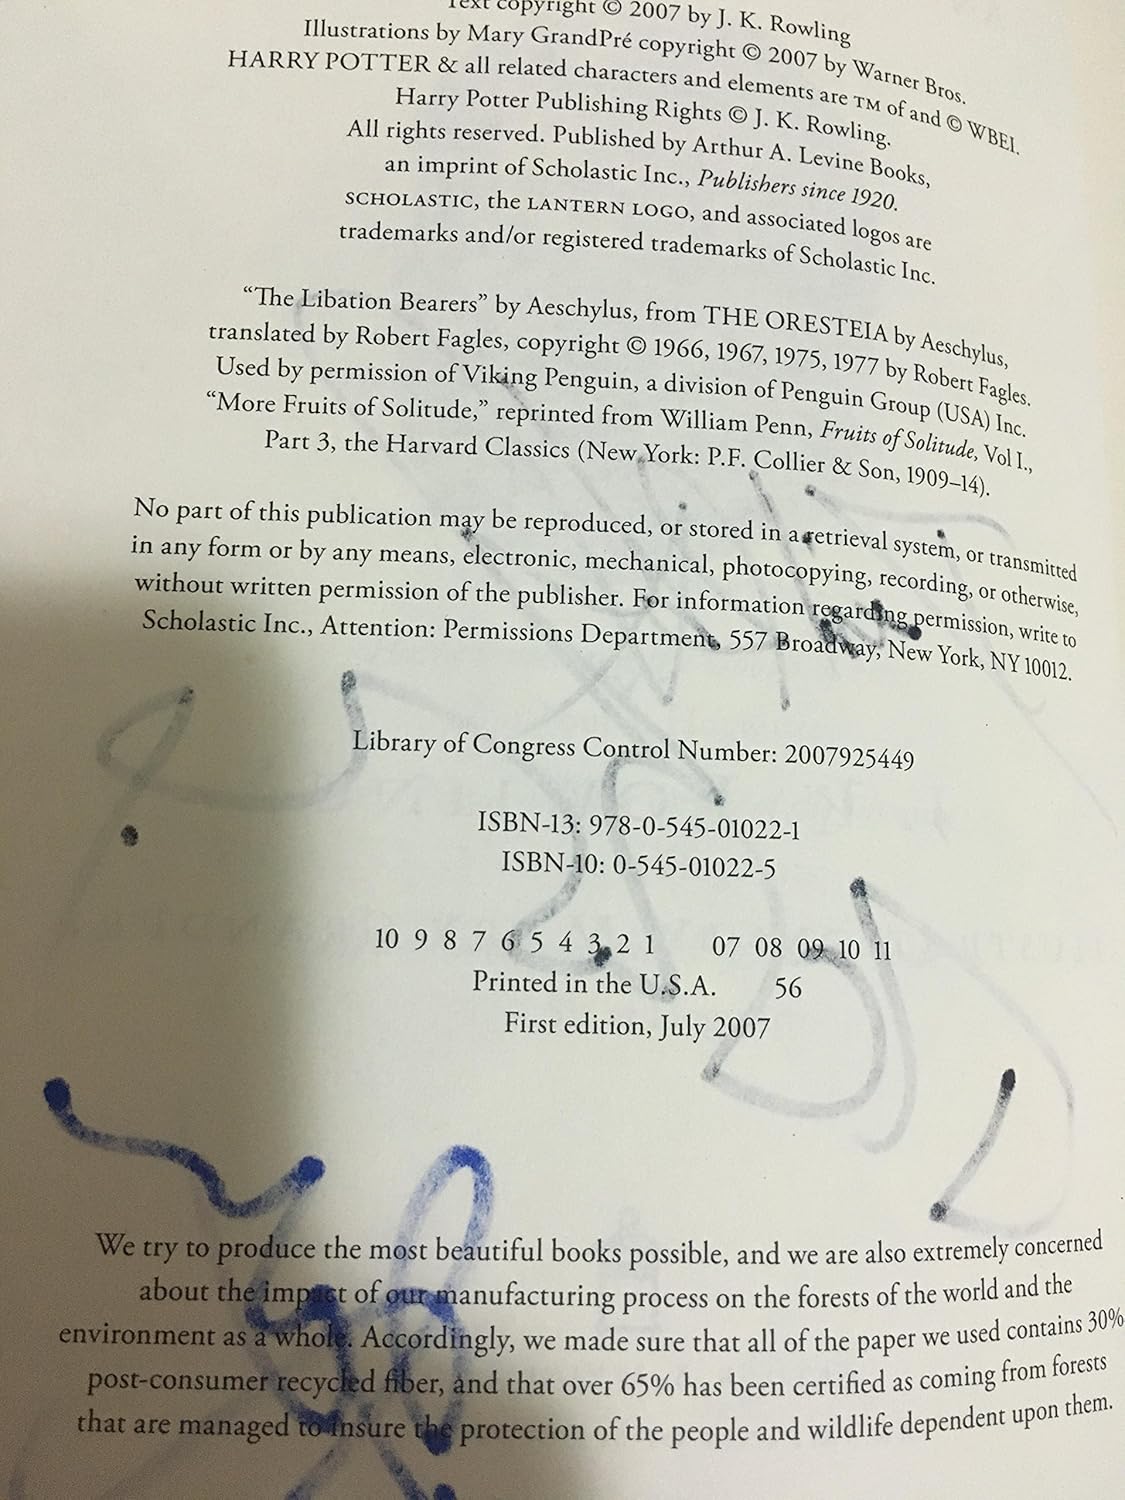 Text copyright © 2007 by J. K. Rowling
Illustrations by Mary GrandPré copyright © 2007 by Warner Bros.
HARRY POTTER & all related characters and elements are TM of and © WBEI.
Harry Potter Publishing Rights © J. K. Rowling.
All rights reserved. Published by Arthur A. Levine Books,
an imprint of Scholastic Inc., Publishers since 1920.
SCHOLASTIC, the LANTERN LOGO, and associated logos are
trademarks and/or registered trademarks of Scholastic Inc.
“The Libation Bearers” by Aeschylus, from THE ORESTEIA by Aeschylus,
translated by Robert Fagles, copyright © 1966, 1967, 1975, 1977 by Robert Fagles.
Used by permission of Viking Penguin, a division of Penguin Group (USA) Inc.
“More Fruits of Solitude,” reprinted from William Penn, Fruits of Solitude, Vol I.,
Part 3, the Harvard Classics (New York: P.F. Collier & Son, 1909–14).
No part of this publication may be reproduced, or stored in a retrieval system, or transmitted
in any form or by any means, electronic, mechanical, photocopying, recording, or otherwise,
without written permission of the publisher. For information regarding permission, write to
Scholastic Inc., Attention: Permissions Department, 557 Broadway, New York, NY 10012.
Library of Congress Control Number: 2007925449
ISBN-13: 978-0-545-01022-1
ISBN-10: 0-545-01022-5
10 9 8 7 6 5 4 3 2 1 07 08 09 10 11
Printed in the U.S.A. 56
First edition, July 2007
We try to produce the most beautiful books possible, and we are also extremely concerned
about the impact of our manufacturing process on the forests of the world and the
environment as a whole. Accordingly, we made sure that all of the paper we used contains 30%
post-consumer recycled fiber, and that over 65% has been certified as coming from forests
that are managed to insure the protection of the people and wildlife dependent upon them.